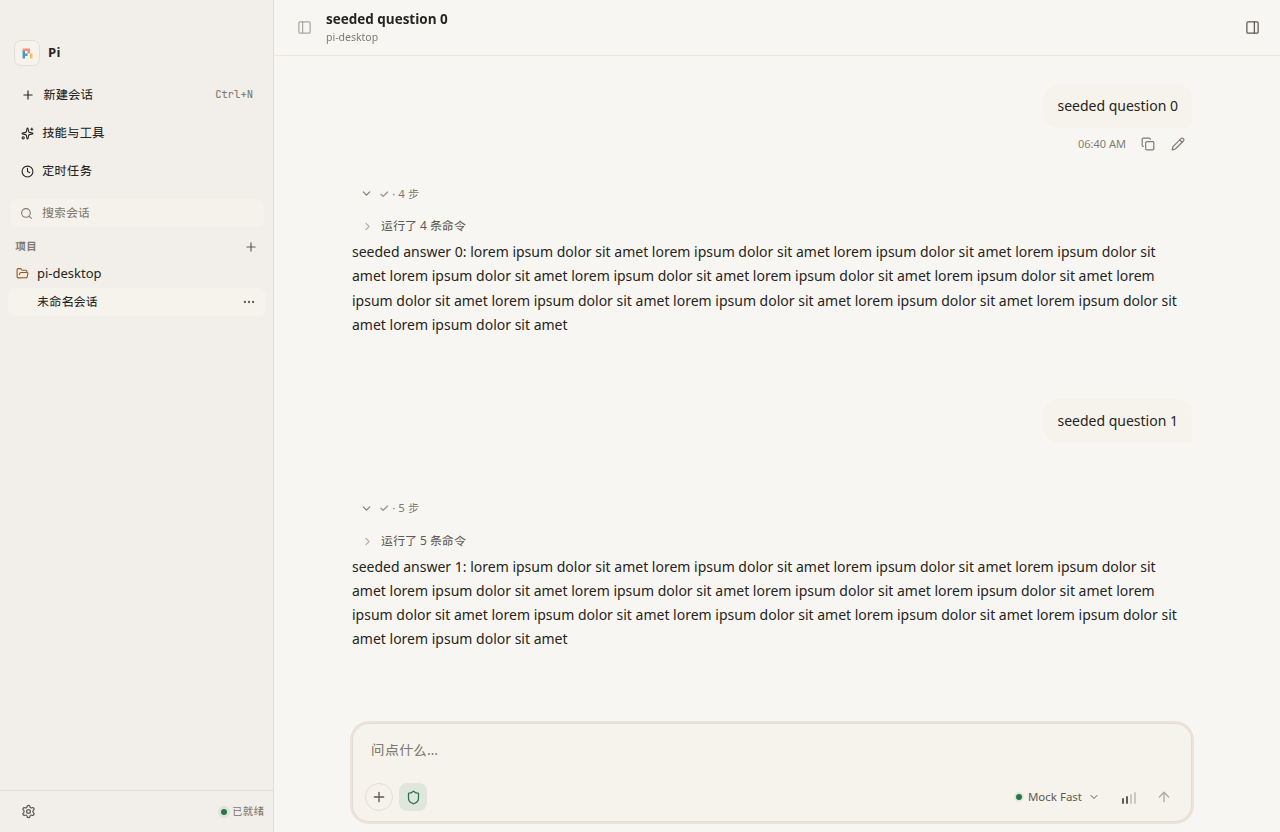 Pi
新建会话 Ctrl+N
技能与工具
定时任务
搜索会话
项目
pi-desktop
未命名会话
已就绪
seeded question 0
pi-desktop
seeded question 0
06:40 AM
· 4 步
运行了 4 条命令
seeded answer 0: lorem ipsum dolor sit amet lorem ipsum dolor sit amet lorem ipsum dolor sit amet lorem ipsum dolor sit
amet lorem ipsum dolor sit amet lorem ipsum dolor sit amet lorem ipsum dolor sit amet lorem ipsum dolor sit amet lorem
ipsum dolor sit amet lorem ipsum dolor sit amet lorem ipsum dolor sit amet lorem ipsum dolor sit amet lorem ipsum dolor sit
amet lorem ipsum dolor sit amet
seeded question 1
· 5 步
运行了 5 条命令
seeded answer 1: lorem ipsum dolor sit amet lorem ipsum dolor sit amet lorem ipsum dolor sit amet lorem ipsum dolor sit
amet lorem ipsum dolor sit amet lorem ipsum dolor sit amet lorem ipsum dolor sit amet lorem ipsum dolor sit amet lorem
ipsum dolor sit amet lorem ipsum dolor sit amet lorem ipsum dolor sit amet lorem ipsum dolor sit amet lorem ipsum dolor sit
amet lorem ipsum dolor sit amet
问点什么...
Mock Fast